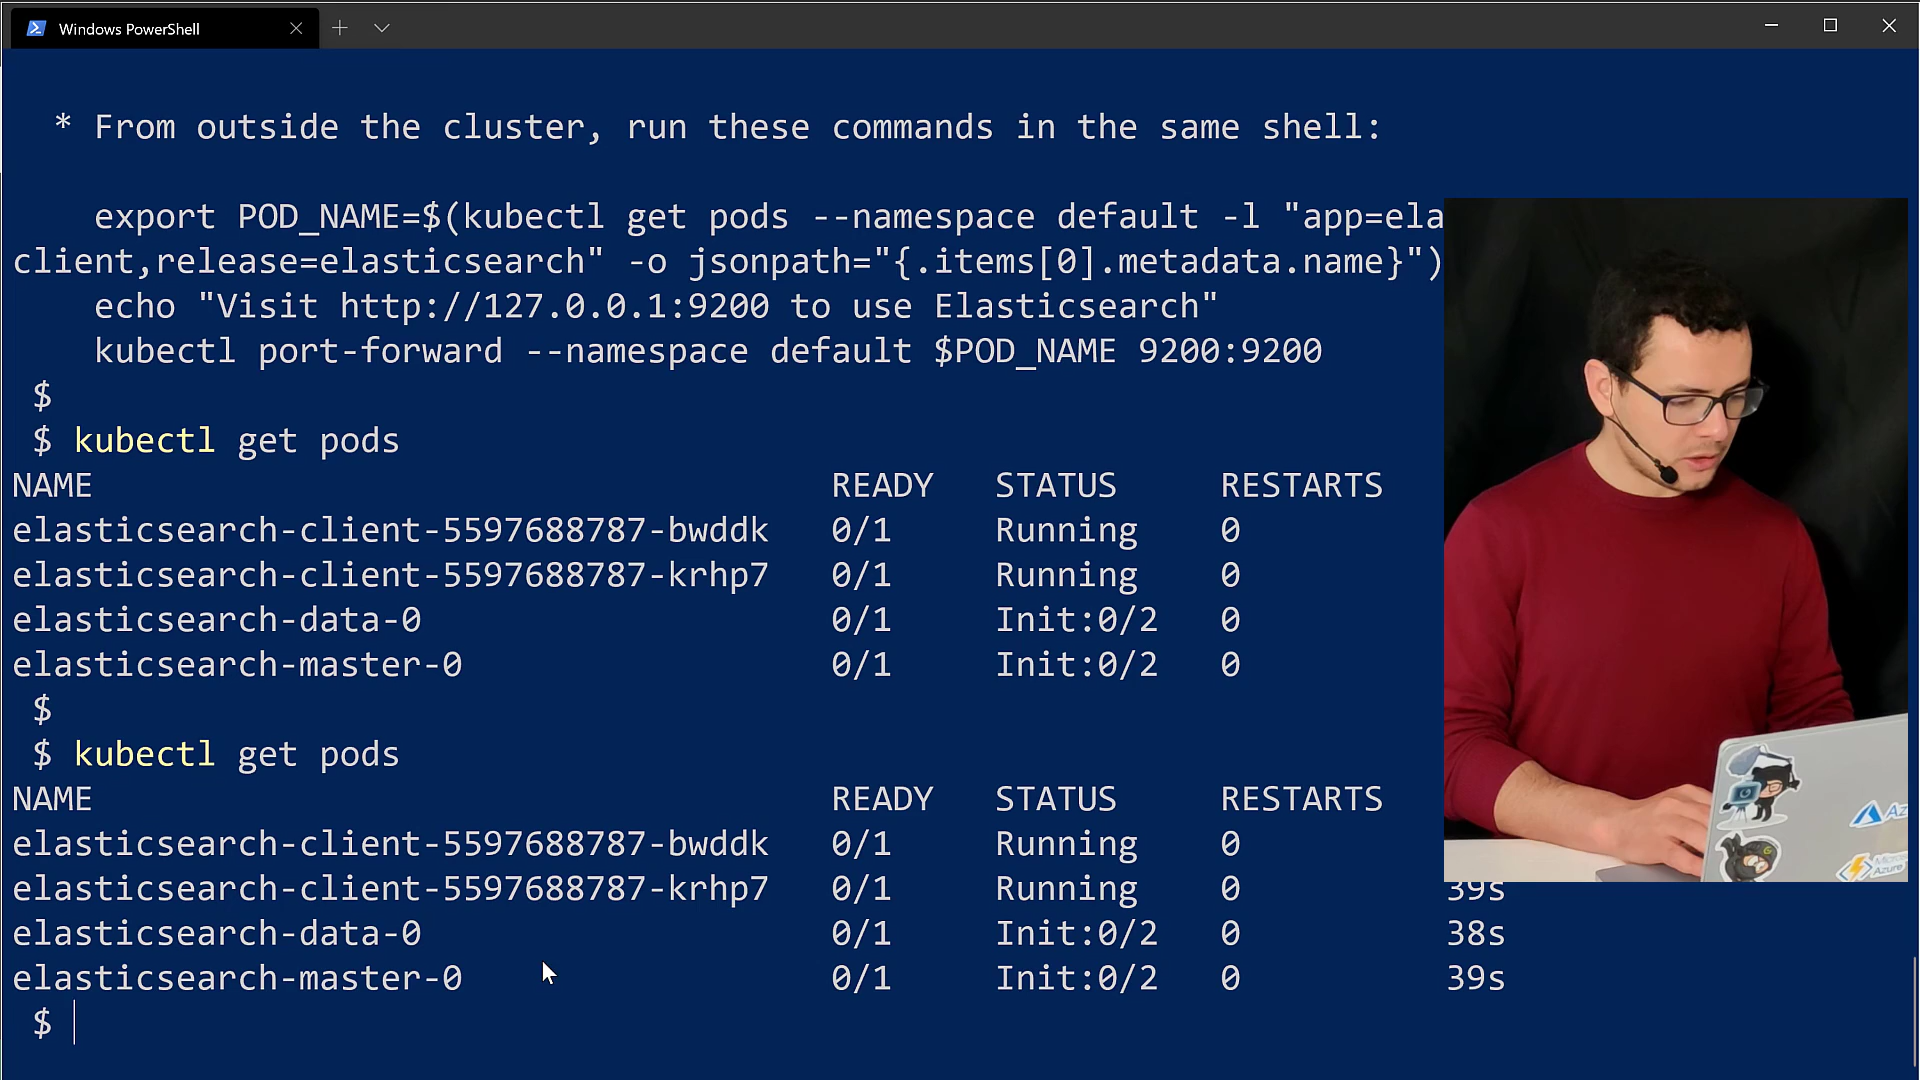 Windows PowerShell
* From outside the cluster, run these commands in the same shell:
export POD_NAME=$(kubectl get pods --namespace default -l "app=ela
client,release=elasticsearch" -o jsonpath="{.items[0].metadata.name}")
echo "Visit http://127.0.0.1:9200 to use Elasticsearch"
kubectl port-forward --namespace default $POD_NAME 9200:9200
$
$ kubectl get pods
NAME READY STATUS RESTARTS
elasticsearch-client-5597688787-bwddk 0/1 Running 0
elasticsearch-client-5597688787-krhp7 0/1 Running 0
elasticsearch-data-0 0/1 Init:0/2 0
elasticsearch-master-0 0/1 Init:0/2 0
$
$ kubectl get pods
NAME READY STATUS RESTARTS
elasticsearch-client-5597688787-bwddk 0/1 Running 0
elasticsearch-client-5597688787-krhp7 0/1 Running 0 39s
elasticsearch-data-0 0/1 Init:0/2 0 38s
elasticsearch-master-0 0/1 Init:0/2 0 39s
$
Az
Azure